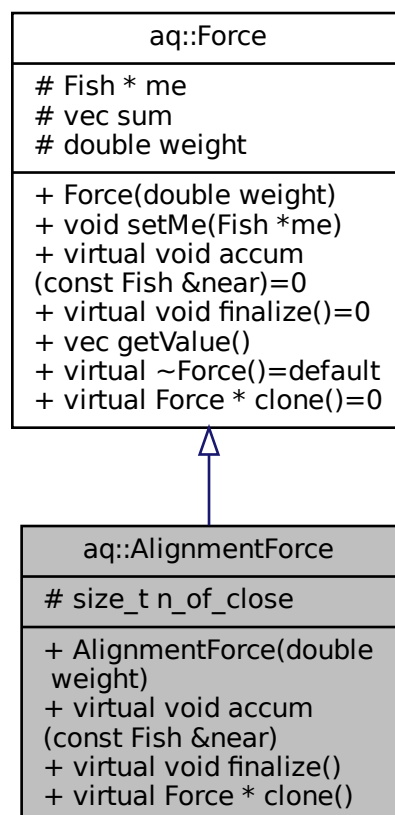 aq::Force
# Fish * me
# vec sum
# double weight
+ Force(double weight)
+ void setMe(Fish *me)
+ virtual void accum
(const Fish &near)=0
+ virtual void finalize()=0
+ vec getValue()
+ virtual ~Force()=default
+ virtual Force * clone()=0
aq::AlignmentForce
# size_t n_of_close
+ AlignmentForce(double
weight)
+ virtual void accum
(const Fish &near)
+ virtual void finalize()
+ virtual Force * clone()